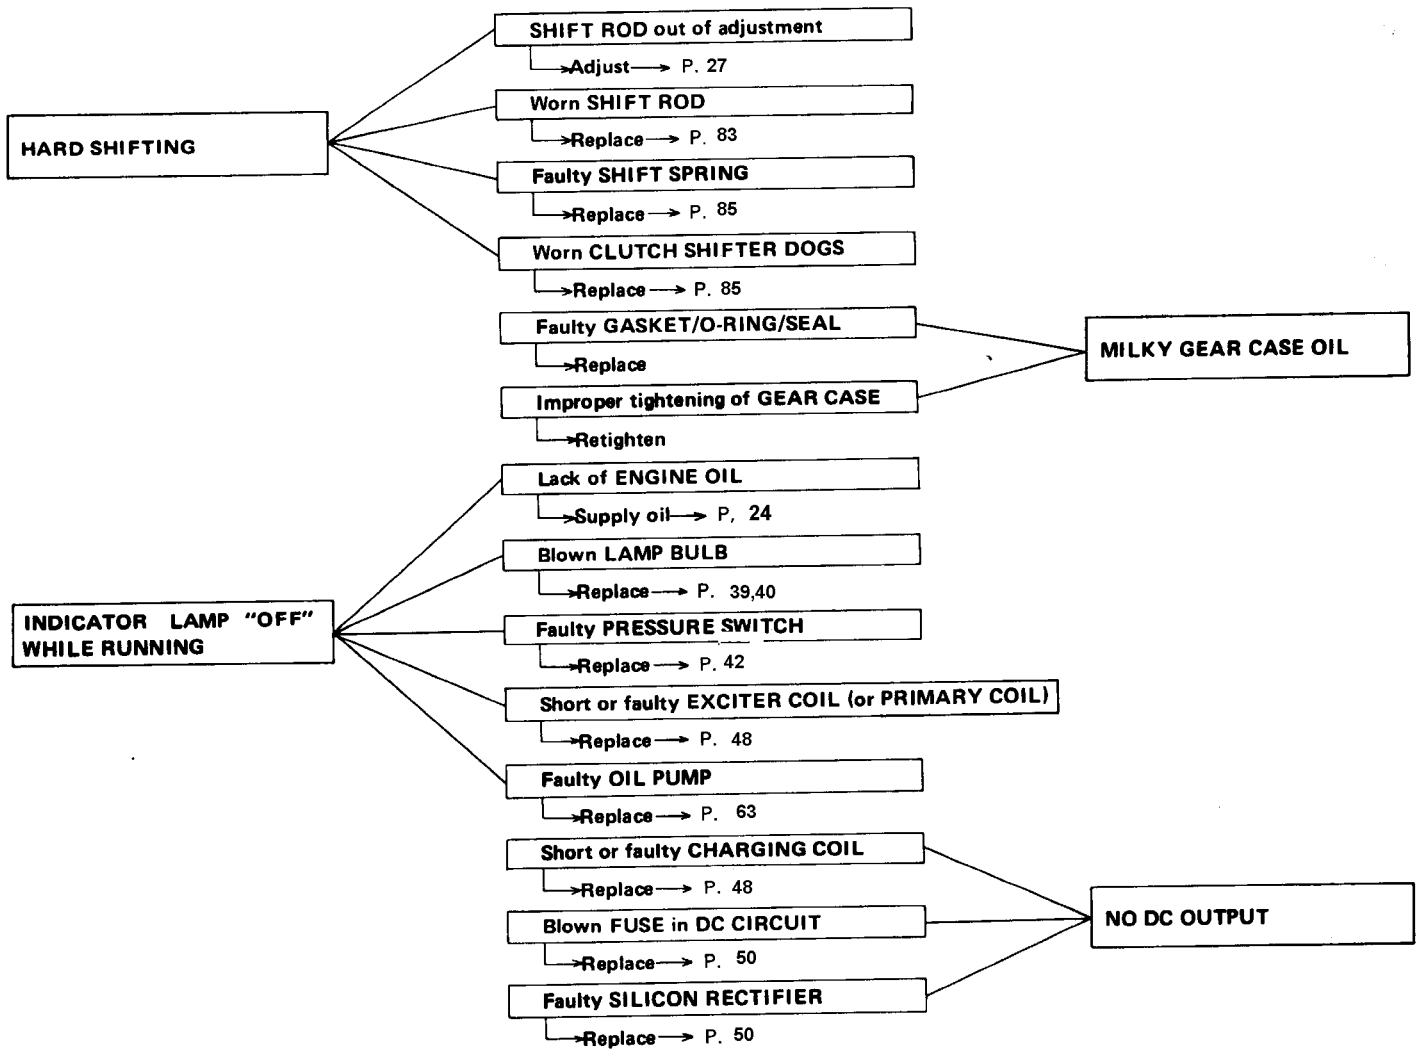 HARD SHIFTING
SHIFT ROD out of adjustment
Adjust → P. 27
Worn SHIFT ROD
Replace → P. 83
Faulty SHIFT SPRING
Replace → P. 85
Worn CLUTCH SHIFTER DOGS
Replace → P. 85
Faulty GASKET/O-RING/SEAL
Replace
Improper tightening of GEAR CASE
Retighten
MILKY GEAR CASE OIL
INDICATOR LAMP "OFF"
WHILE RUNNING
Lack of ENGINE OIL
Supply oil → P, 24
Blown LAMP BULB
Replace → P. 39,40
Faulty PRESSURE SWITCH
Replace → P. 42
Short or faulty EXCITER COIL (or PRIMARY COIL)
Replace → P. 48
Faulty OIL PUMP
Replace → P. 63
Short or faulty CHARGING COIL
Replace → P. 48
Blown FUSE in DC CIRCUIT
Replace → P. 50
Faulty SILICON RECTIFIER
Replace → P. 50
NO DC OUTPUT